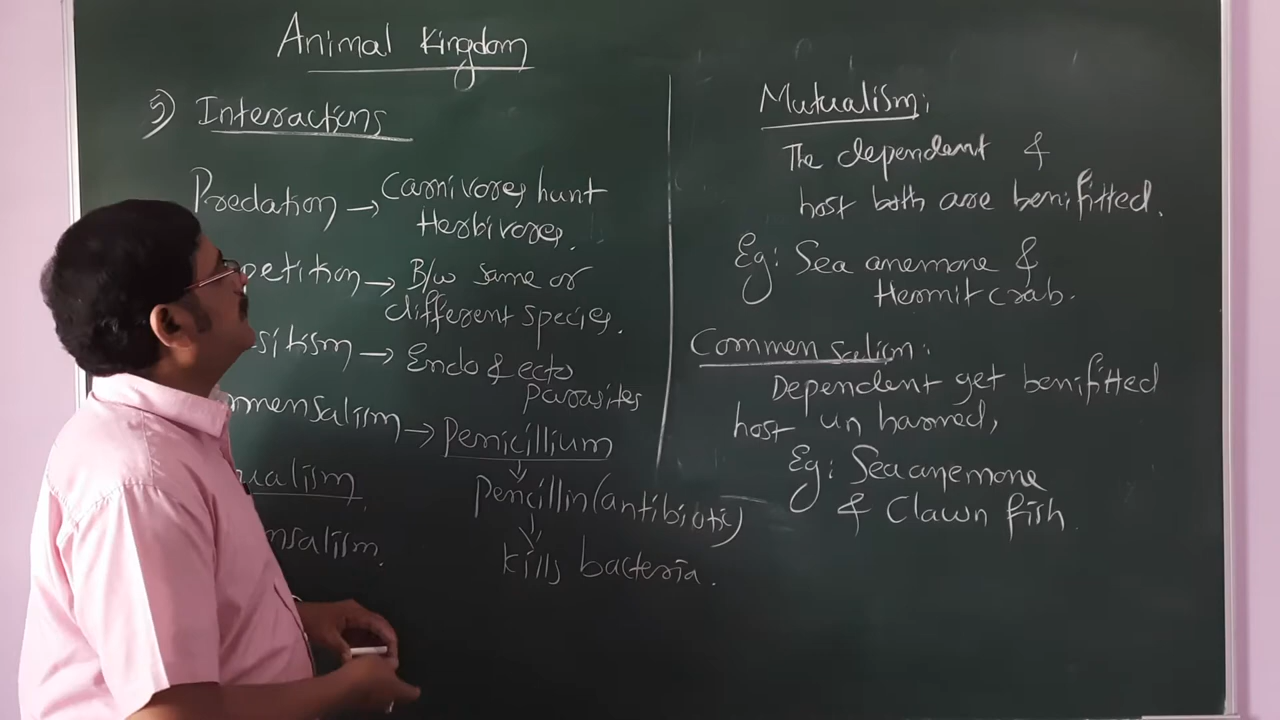 Animal Kingdom
5) Interactions
Predation → Carnivores hunt
Herbivores.
petition → B/w same or
different species.
sitism → Endo & ecto
parasites
mmensalism → Penicillium
↓
Pencillin (antibiotic)
↓
kills bacteria.
ualism
nsalism.
Mutualism:
The dependent &
host both are benifitted.
Eg: Sea anemone &
Hermit crab.
Commensalism:
Dependent get benifitted
host un harmed,
Eg: Sea anemone
& Clawn fish